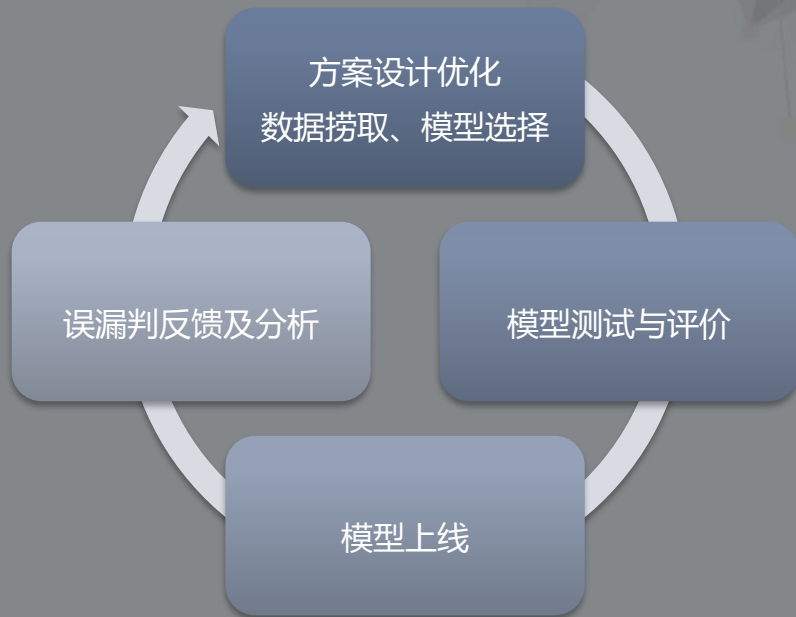 方案设计优化
数据捞取、模型选择
误漏判反馈及分析
模型测试与评价
模型上线